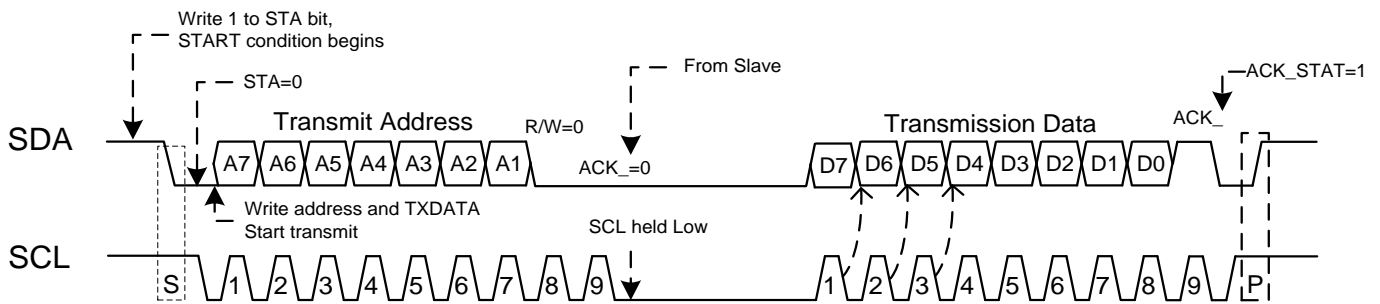 Write 1 to STA bit,
START condition begins
STA=0
From Slave
ACK_STAT=1
Transmit Address
R/W=0
Transmission Data
ACK_
SDA
A7 A6 A5 A4 A3 A2 A1
ACK_=0
D7 D6 D5 D4 D3 D2 D1 D0
Write address and TXDATA
Start transmit
SCL held Low
SCL
S 1 2 3 4 5 6 7 8 9 1 2 3 4 5 6 7 8 9 P